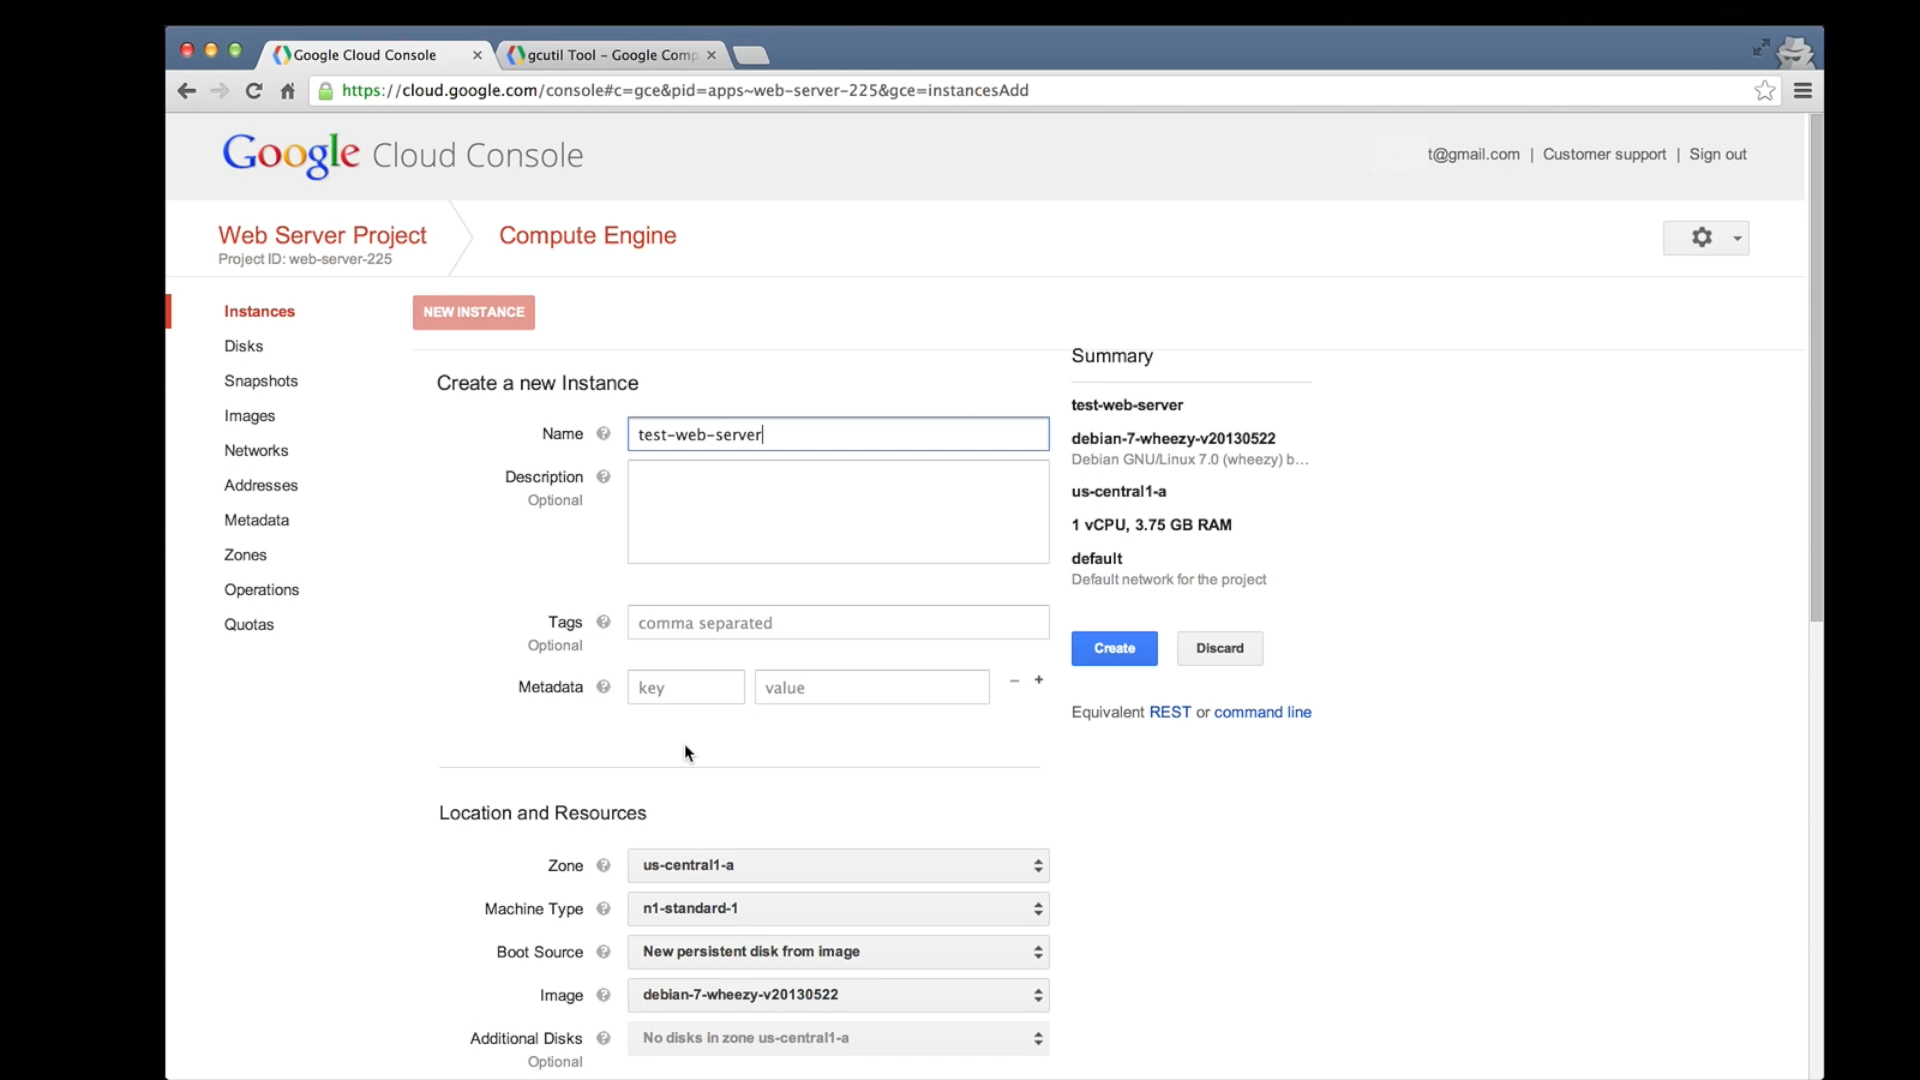 Google Cloud Console
gcutil Tool – Google Comp
https://cloud.google.com/console#c=gce&pid=apps~web-server-225&gce=instancesAdd
Google Cloud Console
t@gmail.com | Customer support | Sign out
Web Server Project
Project ID: web-server-225
Compute Engine
Instances
Disks
Snapshots
Images
Networks
Addresses
Metadata
Zones
Operations
Quotas
NEW INSTANCE
Create a new Instance
Name
test-web-server
Description
Optional
Tags
Optional
comma separated
Metadata
key
value
– +
Location and Resources
Zone
us-central1-a
Machine Type
n1-standard-1
Boot Source
New persistent disk from image
Image
debian-7-wheezy-v20130522
Additional Disks
Optional
No disks in zone us-central1-a
Summary
test-web-server
debian-7-wheezy-v20130522
Debian GNU/Linux 7.0 (wheezy) b...
us-central1-a
1 vCPU, 3.75 GB RAM
default
Default network for the project
Create
Discard
Equivalent REST or command line